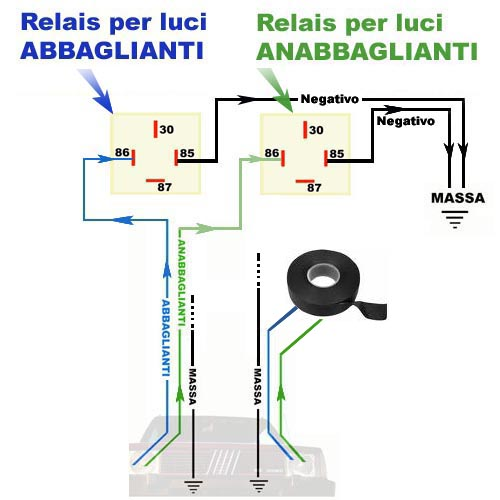 Relais per luci
ABBAGLIANTI
Relais per luci
ANABBAGLIANTI
Negativo
Negativo
30
86
85
87
30
86
85
87
MASSA
ABBAGLIANTI
ANABBAGLIANTI
MASSA
MASSA